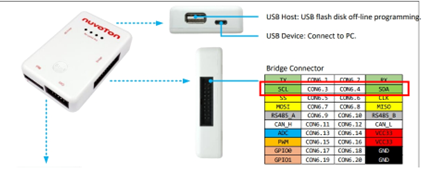 nuvoTon
USB Host: USB flash disk off-line programming.
USB Device: Connect to PC.
Bridge Connector
TX CON6.1 CON6.2 RX
SCL CON6.3 CON6.4 SDA
SS CON6.5 CON6.6 CLK
MOSI CON6.7 CON6.8 MISO
RS485_A CON6.9 CON6.10 RS485_B
CAN_H CON6.11 CON6.12 CAN_L
ADC CON6.13 CON6.14 VCC33
PWM CON6.15 CON6.16 VCC33
GPIO0 CON6.17 CON6.18 GND
GPIO1 CON6.19 CON6.20 GND